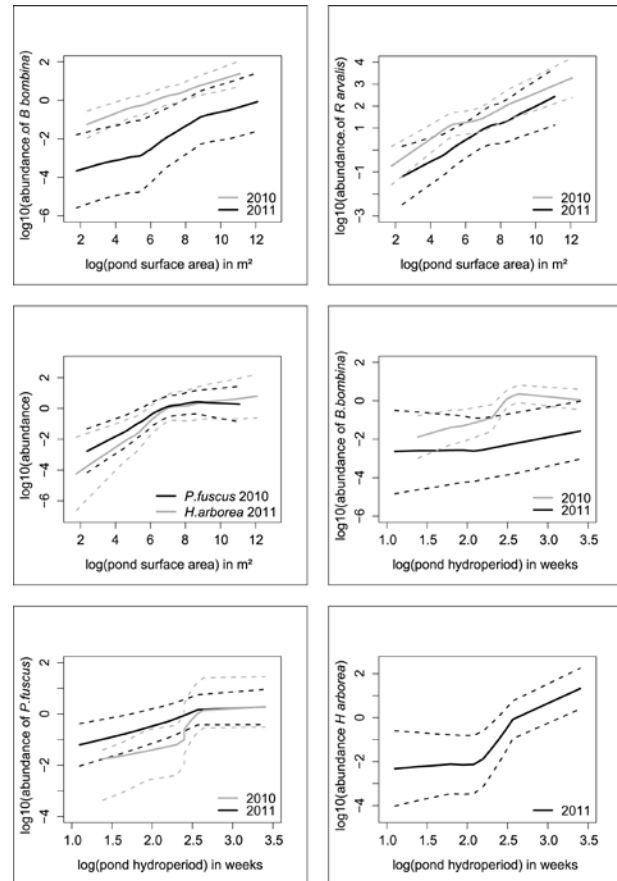 log10(abundance of B bombina)
2
0
-2
-4
-6
2010
2011
2 4 6 8 10 12
log(pond surface area) in m²
log10(abundance.of R arvalis)
4
3
2
1
-1
-3
2010
2011
2 4 6 8 10 12
log(pond surface area) in m²
log10(abundance)
2
0
-2
-4
-6
P.fuscus 2010
H.arborea 2011
2 4 6 8 10 12
log(pond surface area) in m²
log10(abundance of B.bombina)
2
0
-2
-4
-6
2010
2011
1.0 1.5 2.0 2.5 3.0 3.5
log(pond hydroperiod) in weeks
log10(abundance of P.fuscus)
2
0
-2
-4
2010
2011
1.0 1.5 2.0 2.5 3.0 3.5
log(pond hydroperiod) in weeks
log10(abundance H arborea)
2
0
-2
-4
2011
1.0 1.5 2.0 2.5 3.0 3.5
log(pond hydroperiod) in weeks